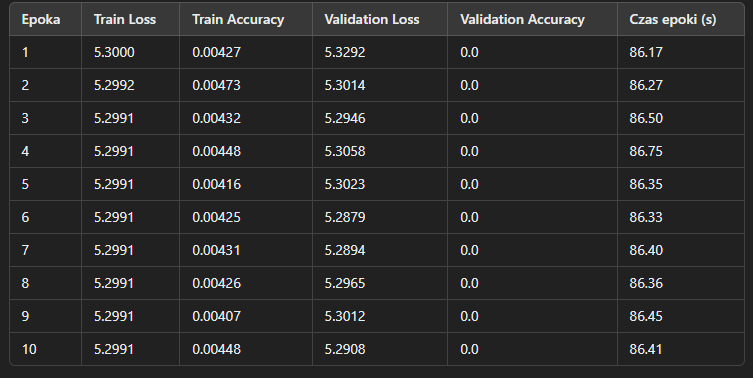 Epoka Train Loss Train Accuracy Validation Loss Validation Accuracy Czas epoki (s)
1 5.3000 0.00427 5.3292 0.0 86.17
2 5.2992 0.00473 5.3014 0.0 86.27
3 5.2991 0.00432 5.2946 0.0 86.50
4 5.2991 0.00448 5.3058 0.0 86.75
5 5.2991 0.00416 5.3023 0.0 86.35
6 5.2991 0.00425 5.2879 0.0 86.33
7 5.2991 0.00431 5.2894 0.0 86.40
8 5.2991 0.00426 5.2965 0.0 86.36
9 5.2991 0.00407 5.3012 0.0 86.45
10 5.2991 0.00448 5.2908 0.0 86.41